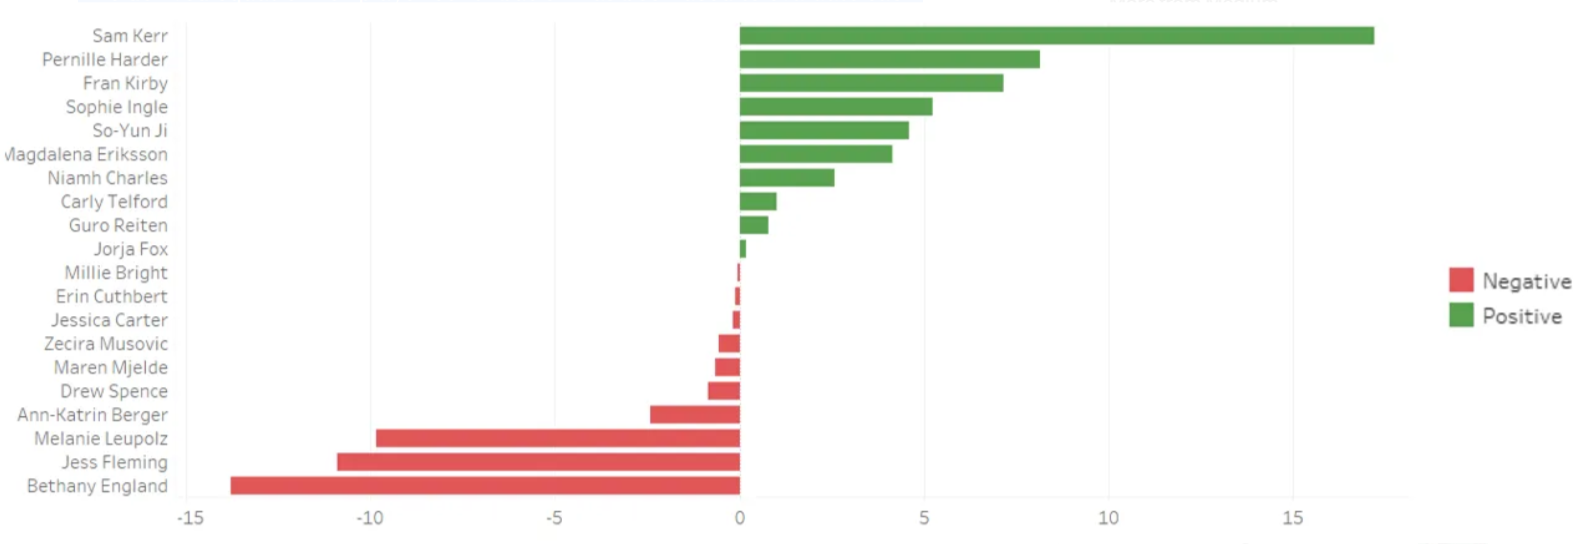 Sam Kerr
Pernille Harder
Fran Kirby
Sophie Ingle
So-Yun Ji
Magdalena Eriksson
Niamh Charles
Carly Telford
Guro Reiten
Jorja Fox
Millie Bright
Erin Cuthbert
Jessica Carter
Zecira Musovic
Maren Mjelde
Drew Spence
Ann-Katrin Berger
Melanie Leupolz
Jess Fleming
Bethany England
-15 -10 -5 0 5 10 15
Negative
Positive